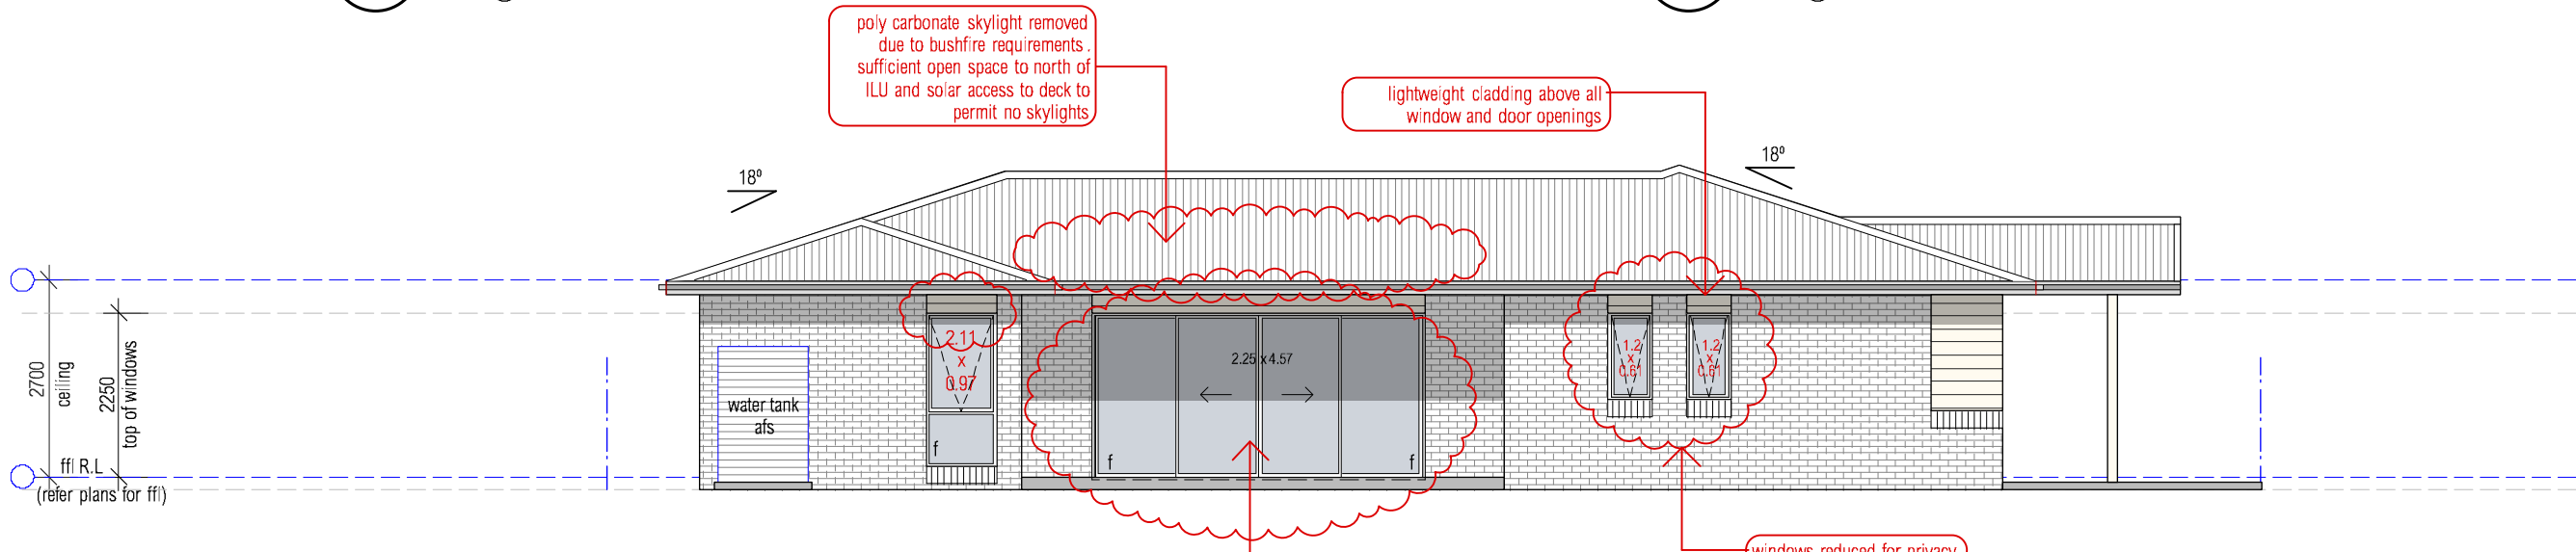 poly carbonate skylight removed
due to bushfire requirements.
sufficient open space to north of
ILU and solar access to deck to
permit no skylights
lightweight cladding above all
window and door openings
18º
18º
2700
ceiling
2250
top of windows
ffl R.L
(refer plans for ffl)
water tank
afs
2.11
x
0.97
f
2.25 x 4.57
f
f
1.2
x
0.61
1.2
x
0.61
windows reduced for privacy